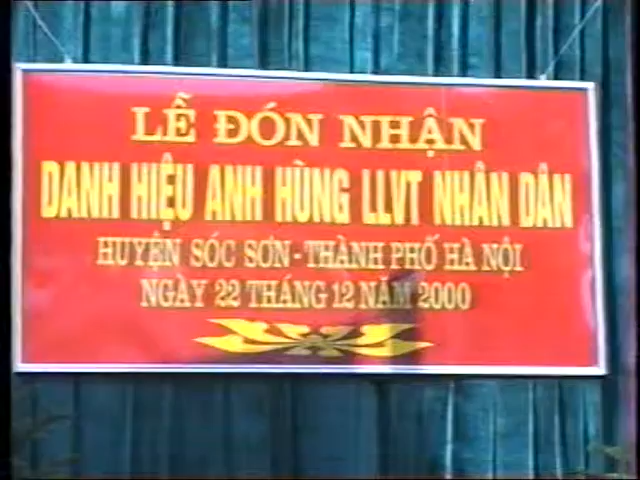 LỄ ĐÓN NHẬN
DANH HIỆU ANH HÙNG LLVT NHÂN DÂN
HUYỆN SÓC SƠN - THÀNH PHỐ HÀ NỘI
NGÀY 22 THÁNG 12 NĂM 2000